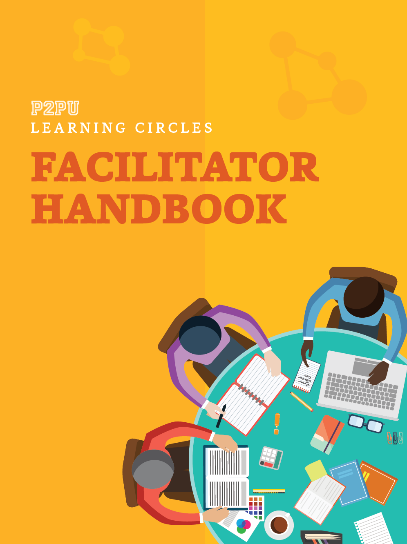 P2PU
LEARNING CIRCLES
FACILITATOR
HANDBOOK